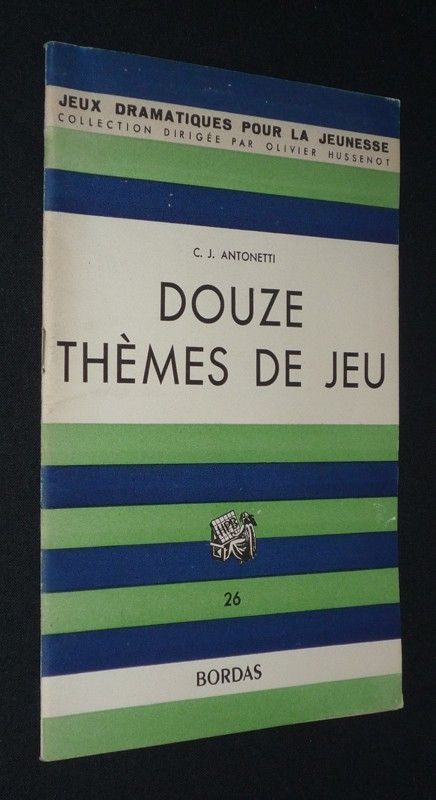 JEUX DRAMATIQUES POUR LA JEUNESSE
COLLECTION DIRIGÉE PAR OLIVIER HUSSENOT
C. J. ANTONETTI
DOUZE
THÈMES DE JEU
26
BORDAS